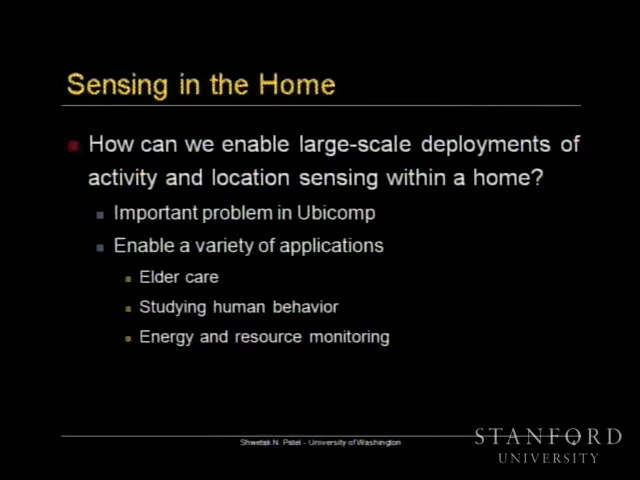 Sensing in the Home
How can we enable large-scale deployments of
activity and location sensing within a home?
Important problem in Ubicomp
Enable a variety of applications
Elder care
Studying human behavior
Energy and resource monitoring
Shwetak N. Patel - University of Washington
STANFORD
UNIVERSITY